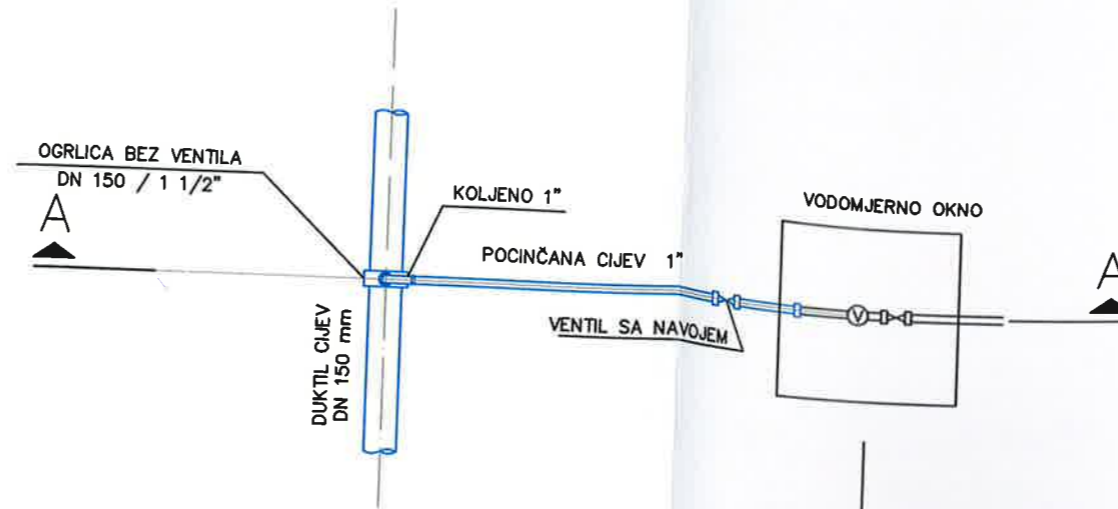 OGRLICA BEZ VENTILA
DN 150 / 1 1/2"
A
KOLJENO 1"
POCINČANA CIJEV 1"
VODOMJERNO OKNO
A
VENTIL SA NAVOJEM
V
DUKTIL CIJEV
DN 150 mm